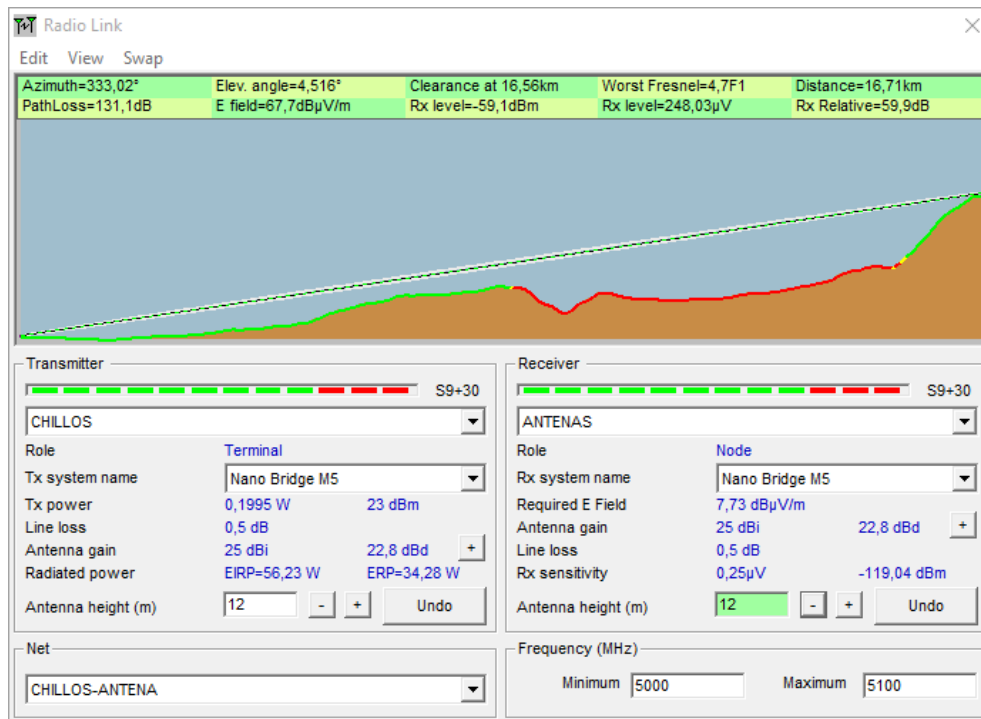 Radio Link
Edit View Swap
Azimuth=333,02° Elev. angle=4,516° Clearance at 16,56km Worst Fresnel=4,7F1 Distance=16,71km
PathLoss=131,1dB E field=67,7dBµV/m Rx level=-59,1dBm Rx level=248,03µV Rx Relative=59,9dB
Transmitter
S9+30
CHILLOS
Role Terminal
Tx system name Nano Bridge M5
Tx power 0,1995 W 23 dBm
Line loss 0,5 dB
Antenna gain 25 dBi 22,8 dBd +
Radiated power EIRP=56,23 W ERP=34,28 W
Antenna height (m) 12 - + Undo
Net
CHILLOS-ANTENA
Receiver
S9+30
ANTENAS
Role Node
Rx system name Nano Bridge M5
Required E Field 7,73 dBµV/m
Antenna gain 25 dBi 22,8 dBd +
Line loss 0,5 dB
Rx sensitivity 0,25µV -119,04 dBm
Antenna height (m) 12 - + Undo
Frequency (MHz)
Minimum 5000 Maximum 5100